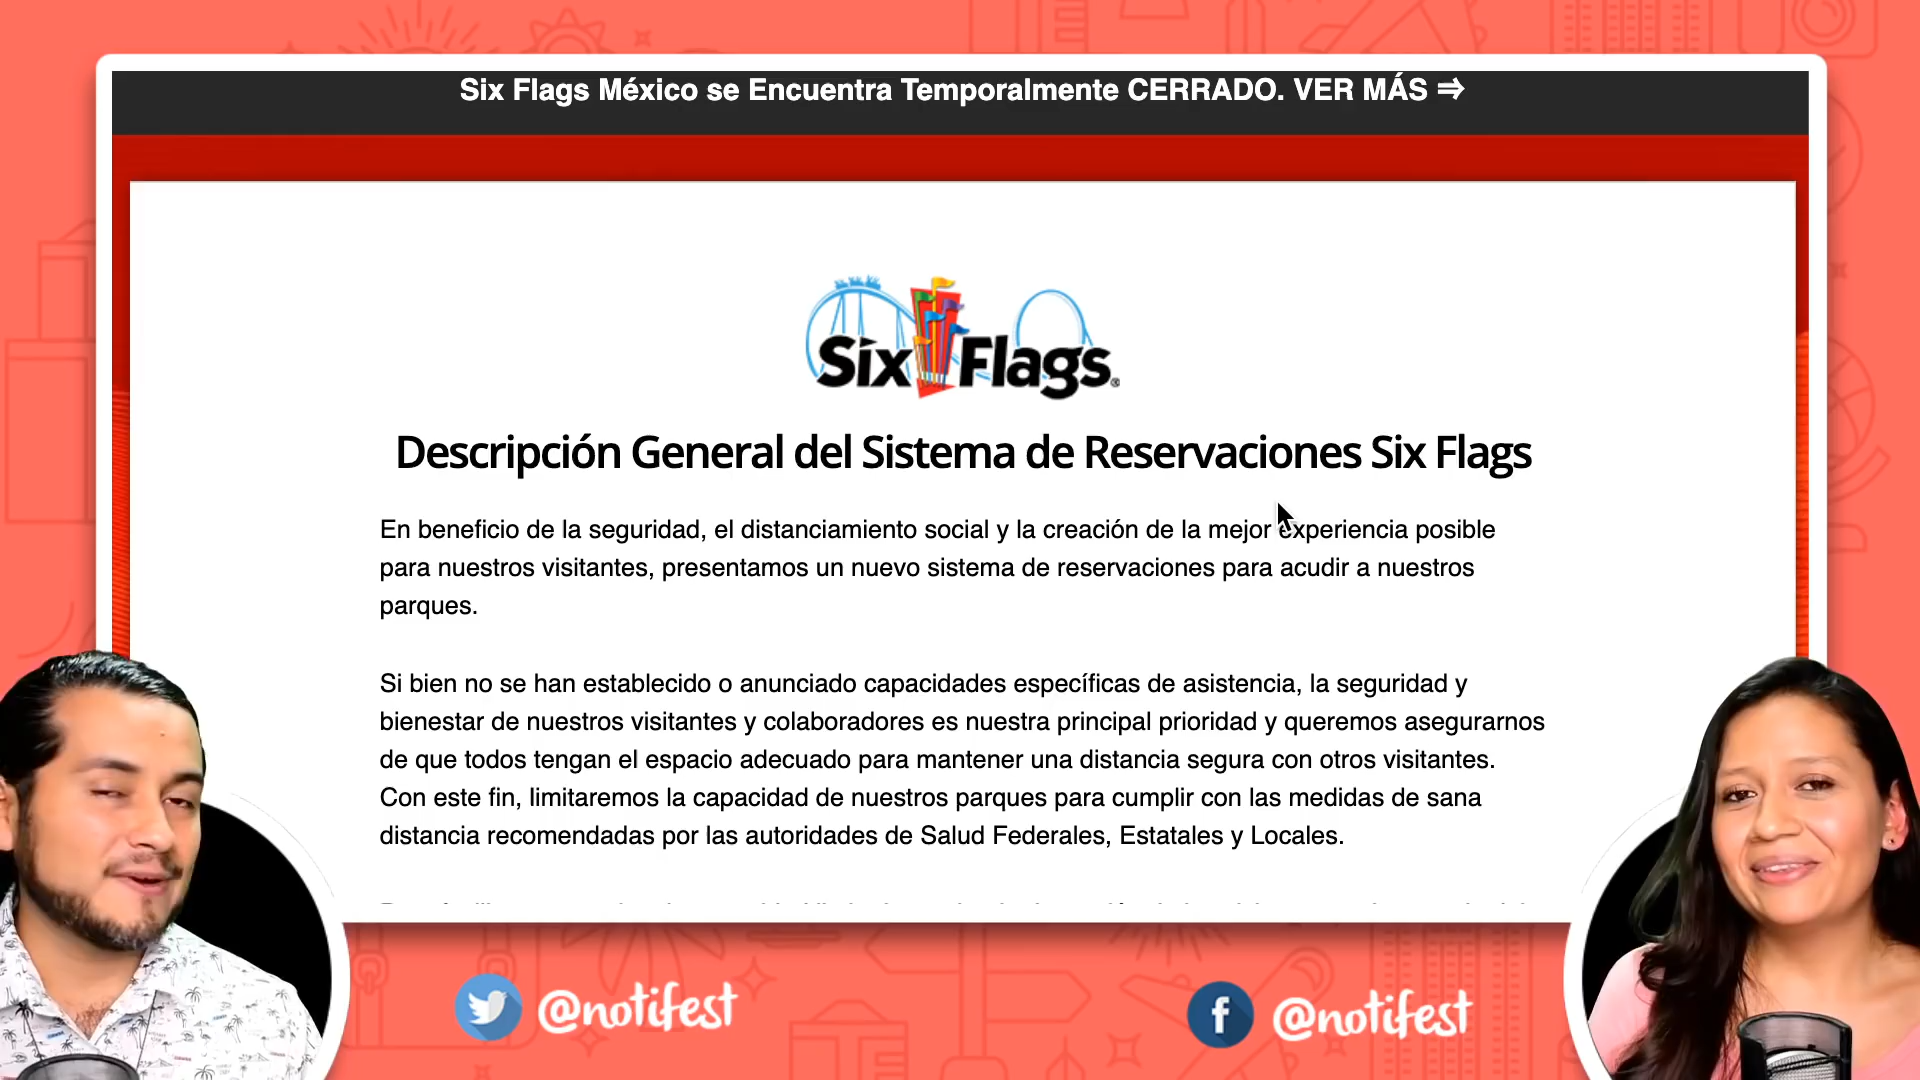 Six Flags México se Encuentra Temporalmente CERRADO. VER MÁS ⇒
Six Flags®
Descripción General del Sistema de Reservaciones Six Flags
En beneficio de la seguridad, el distanciamiento social y la creación de la mejor experiencia posible
para nuestros visitantes, presentamos un nuevo sistema de reservaciones para acudir a nuestros
parques.
Si bien no se han establecido o anunciado capacidades específicas de asistencia, la seguridad y
bienestar de nuestros visitantes y colaboradores es nuestra principal prioridad y queremos asegurarnos
de que todos tengan el espacio adecuado para mantener una distancia segura con otros visitantes.
Con este fin, limitaremos la capacidad de nuestros parques para cumplir con las medidas de sana
distancia recomendadas por las autoridades de Salud Federales, Estatales y Locales.
@notifest
f @notifest